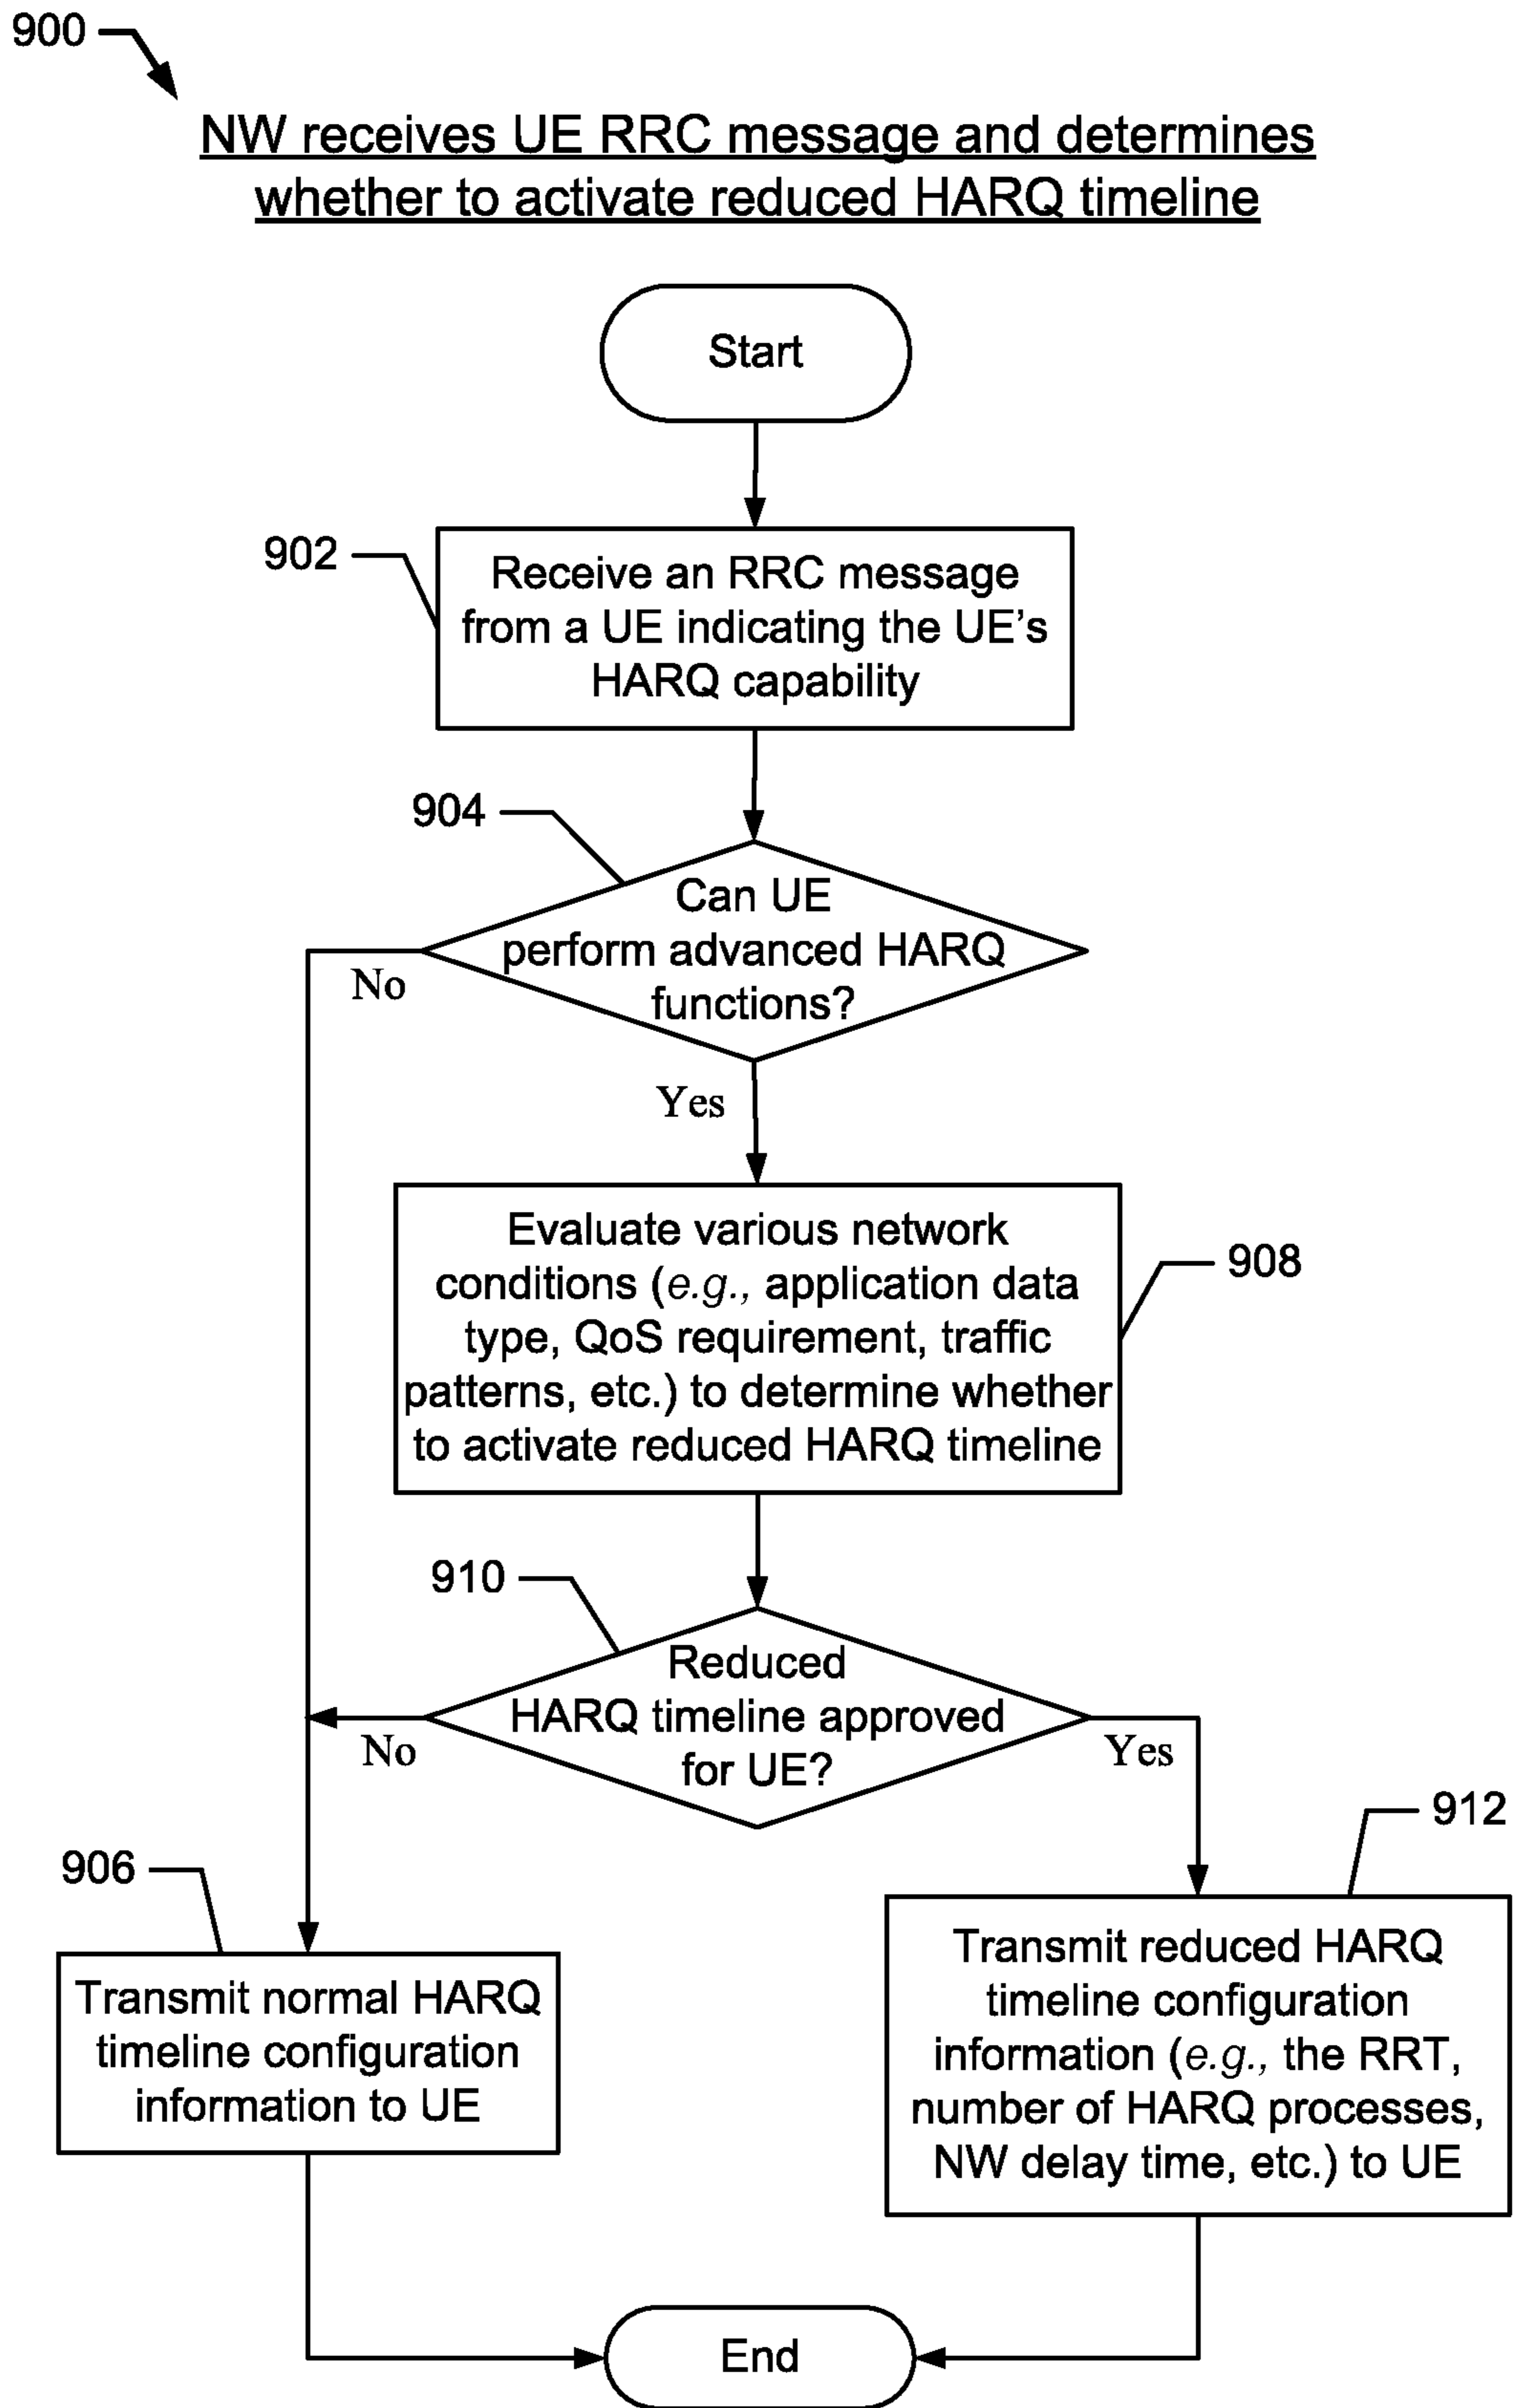 900
NW receives UE RRC message and determines
whether to activate reduced HARQ timeline
Start
902
Receive an RRC message
from a UE indicating the UE’s
HARQ capability
904
Can UE
perform advanced HARQ
functions?
No
Yes
Evaluate various network
conditions (e.g., application data
type, QoS requirement, traffic
patterns, etc.) to determine whether
to activate reduced HARQ timeline
908
910
Reduced
HARQ timeline approved
for UE?
No
Yes
906
Transmit normal HARQ
timeline configuration
information to UE
912
Transmit reduced HARQ
timeline configuration
information (e.g., the RRT,
number of HARQ processes,
NW delay time, etc.) to UE
End